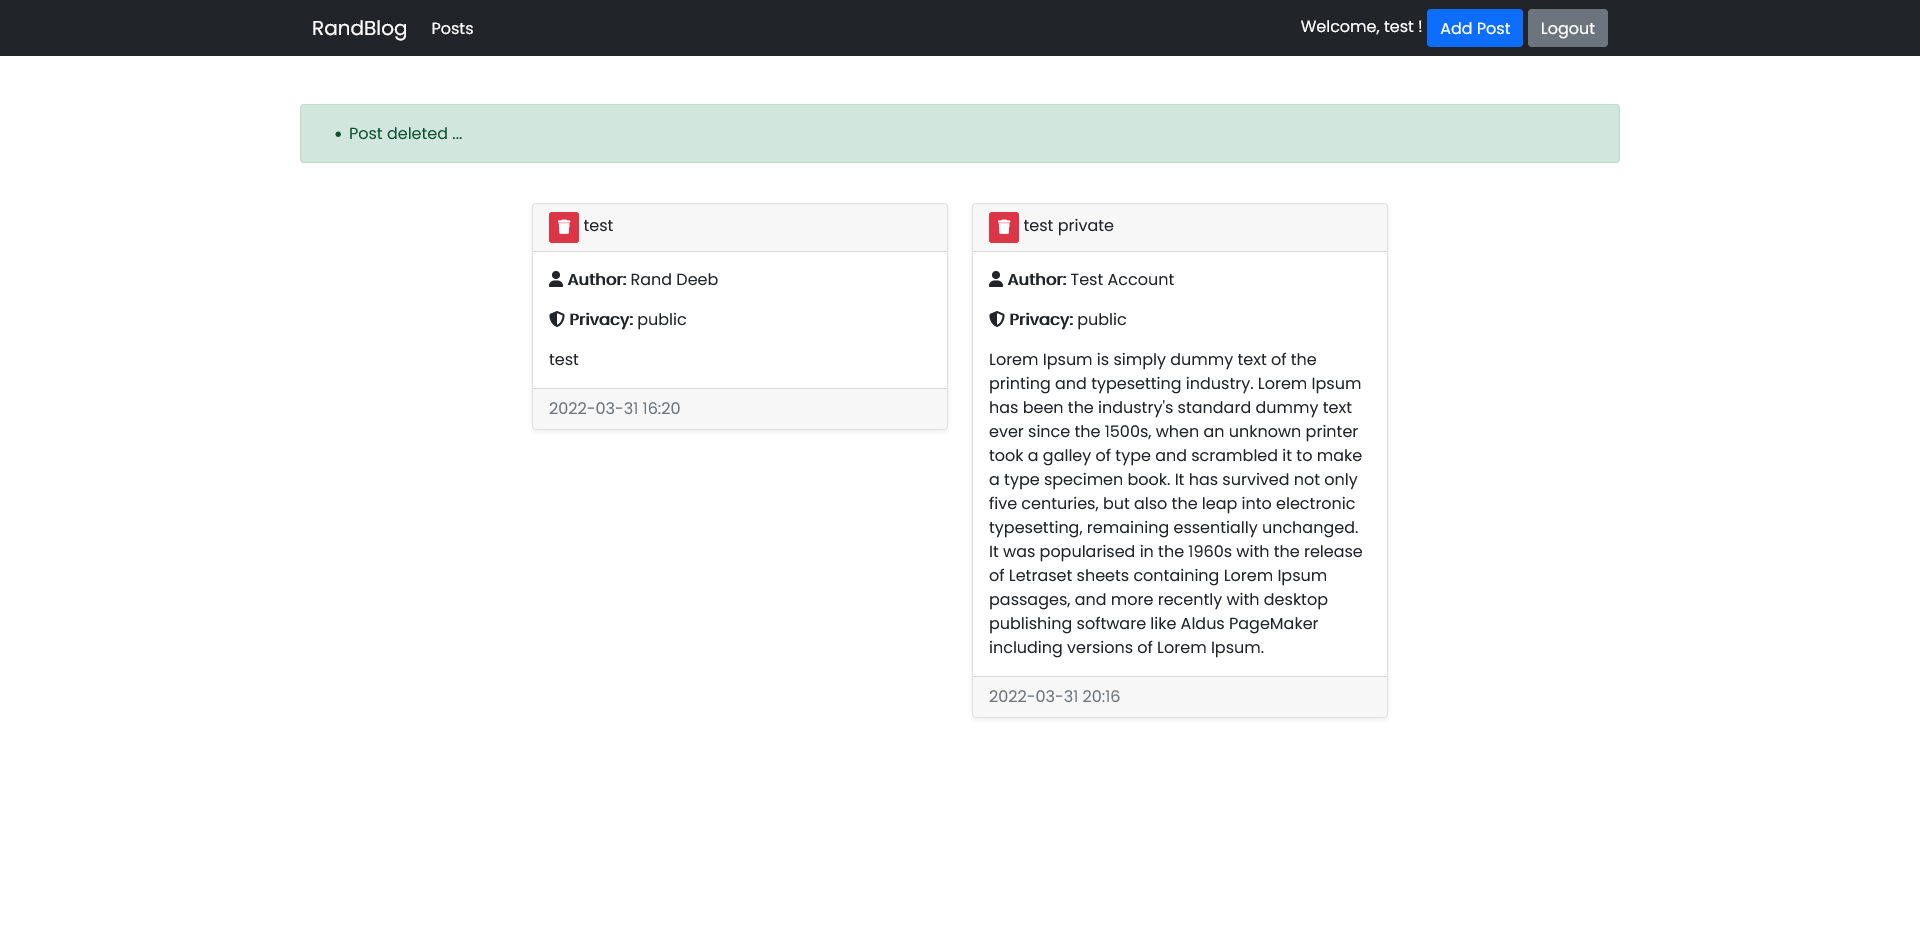 RandBlog Posts Welcome, test ! Add Post Logout
• Post deleted ...
test
Author: Rand Deeb
Privacy: public
test
2022-03-31 16:20
test private
Author: Test Account
Privacy: public
Lorem Ipsum is simply dummy text of the
printing and typesetting industry. Lorem Ipsum
has been the industry's standard dummy text
ever since the 1500s, when an unknown printer
took a galley of type and scrambled it to make
a type specimen book. It has survived not only
five centuries, but also the leap into electronic
typesetting, remaining essentially unchanged.
It was popularised in the 1960s with the release
of Letraset sheets containing Lorem Ipsum
passages, and more recently with desktop
publishing software like Aldus PageMaker
including versions of Lorem Ipsum.
2022-03-31 20:16